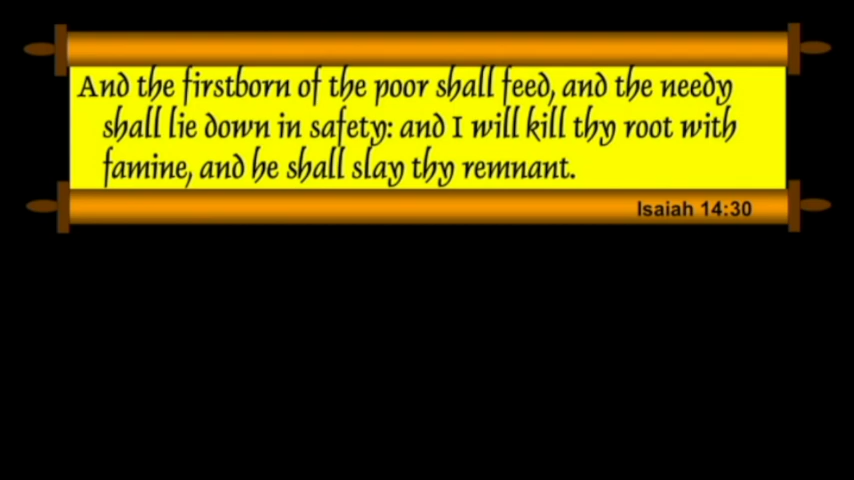 And the firstborn of the poor shall feed, and the needy
shall lie down in safety: and I will kill thy root with
famine, and he shall slay thy remnant.
Isaiah 14:30